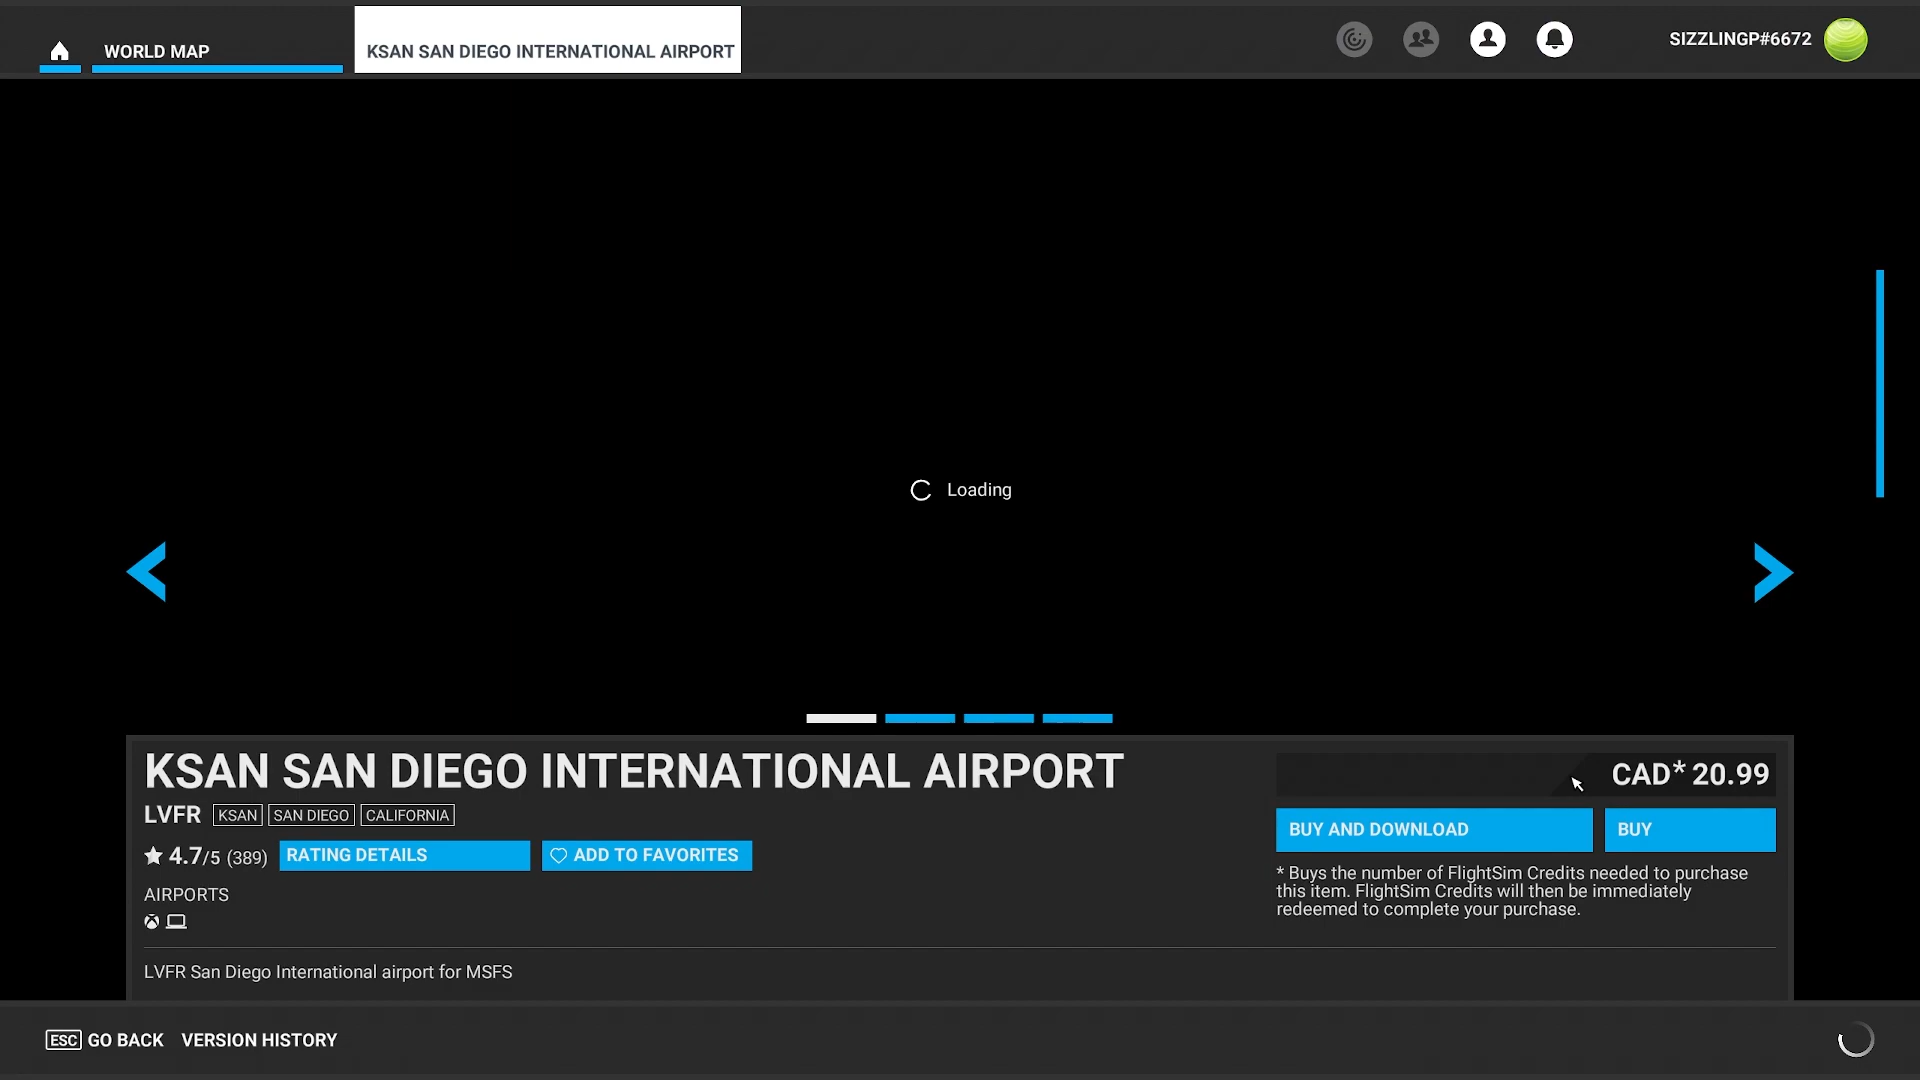 WORLD MAP
KSAN SAN DIEGO INTERNATIONAL AIRPORT
SIZZLINGP#6672
Loading
KSAN SAN DIEGO INTERNATIONAL AIRPORT
LVFR KSAN SAN DIEGO CALIFORNIA
4.7/5 (389) RATING DETAILS ADD TO FAVORITES
AIRPORTS
CAD* 20.99
BUY AND DOWNLOAD BUY
* Buys the number of FlightSim Credits needed to purchase
this item. FlightSim Credits will then be immediately
redeemed to complete your purchase.
LVFR San Diego International airport for MSFS
ESC GO BACK VERSION HISTORY